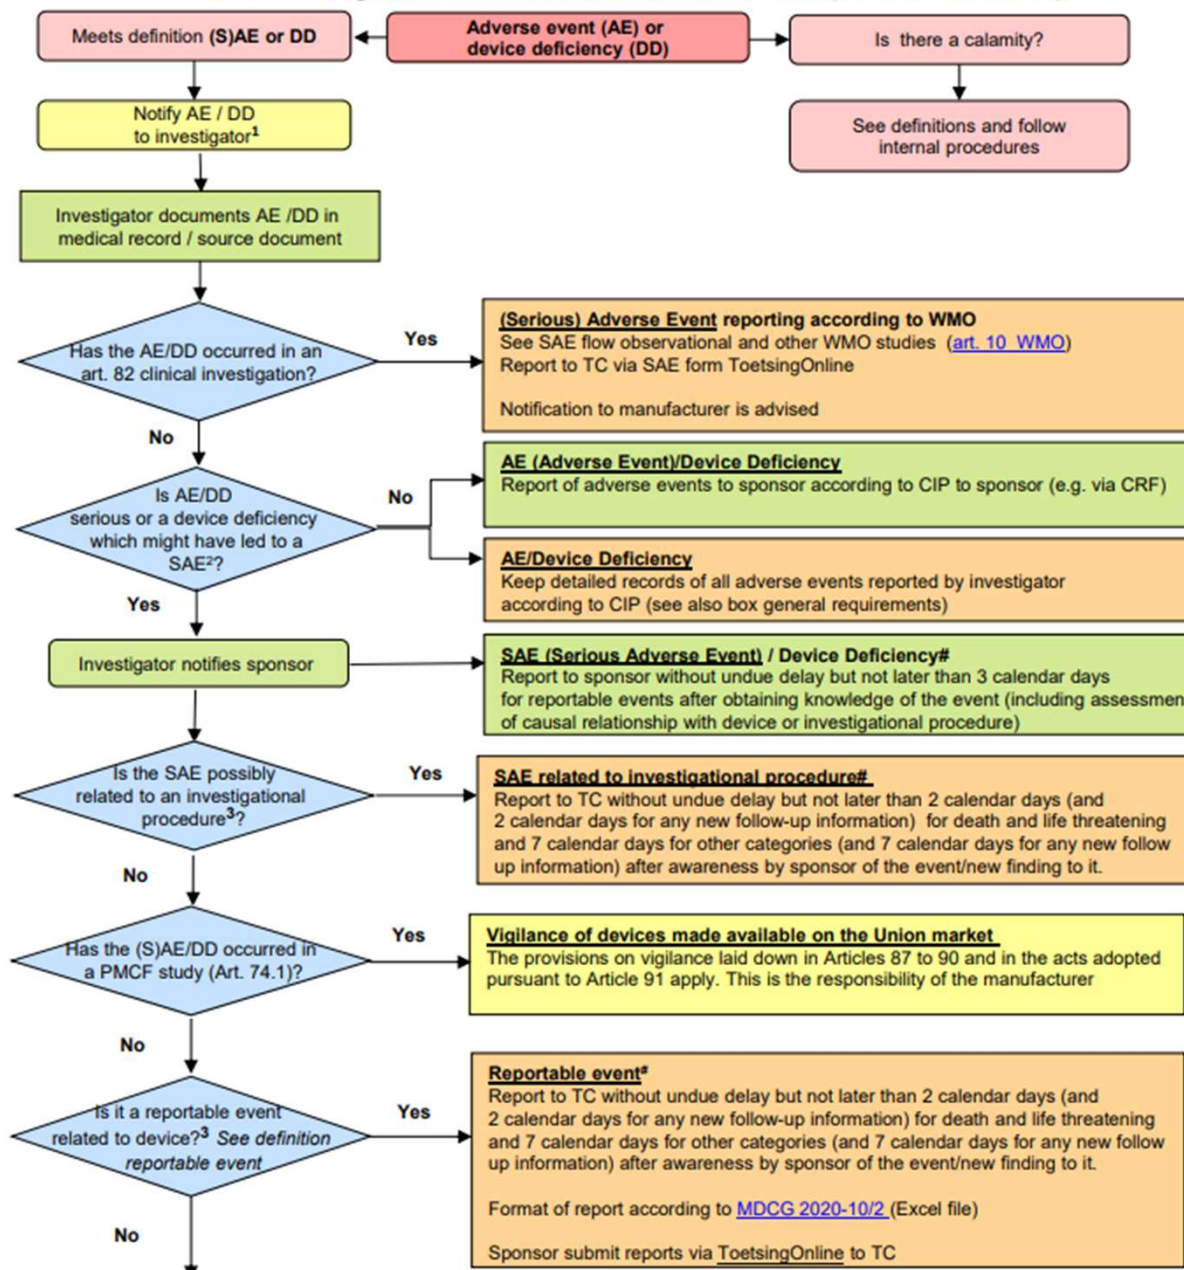 Meets definition (S)AE or DD
Adverse event (AE) or
device deficiency (DD)
Is there a calamity?
Notify AE / DD
to investigator1
See definitions and follow
internal procedures
Investigator documents AE /DD in
medical record / source document
Has the AE/DD occurred in an
art. 82 clinical investigation?
Yes
(Serious) Adverse Event reporting according to WMO
See SAE flow observational and other WMO studies (art. 10 WMO)
Report to TC via SAE form ToetsingOnline
Notification to manufacturer is advised
No
Is AE/DD
serious or a device deficiency
which might have led to a
SAE2?
No
AE (Adverse Event)/Device Deficiency
Report of adverse events to sponsor according to CIP to sponsor (e.g. via CRF)
AE/Device Deficiency
Keep detailed records of all adverse events reported by investigator
according to CIP (see also box general requirements)
Yes
Investigator notifies sponsor
SAE (Serious Adverse Event) / Device Deficiency#
Report to sponsor without undue delay but not later than 3 calendar days
for reportable events after obtaining knowledge of the event (including assessmen
of causal relationship with device or investigational procedure)
Is the SAE possibly
related to an investigational
procedure3?
Yes
SAE related to investigational procedure#
Report to TC without undue delay but not later than 2 calendar days (and
2 calendar days for any new follow-up information) for death and life threatening
and 7 calendar days for other categories (and 7 calendar days for any new follow
up information) after awareness by sponsor of the event/new finding to it.
No
Has the (S)AE/DD occurred in
a PMCF study (Art. 74.1)?
Yes
Vigilance of devices made available on the Union market
The provisions on vigilance laid down in Articles 87 to 90 and in the acts adopted
pursuant to Article 91 apply. This is the responsibility of the manufacturer
No
Is it a reportable event
related to device?3 See definition
reportable event
Yes
Reportable event#
Report to TC without undue delay but not later than 2 calendar days (and
2 calendar days for any new follow-up information) for death and life threatening
and 7 calendar days for other categories (and 7 calendar days for any new follow
up information) after awareness by sponsor of the event/new finding to it.
Format of report according to MDCG 2020-10/2 (Excel file)
Sponsor submit reports via ToetsingOnline to TC
No